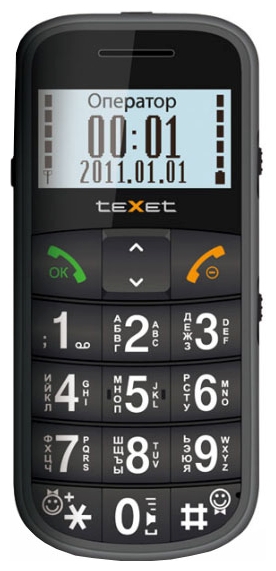 Оператор
00:01
2011.01.01
teXet
OK
; 1
АБВГ 2 ABC
ДЕЖЗ 3 DEF
ИЙКЛ 4 GHI
МНОП 5 JKL
РСТУ 6 MNO
ФХЦЧ 7 PQRS
ШЩЪЫ 8 TUV
ЬЭЮЯ 9 WXYZ
+ * 0 #